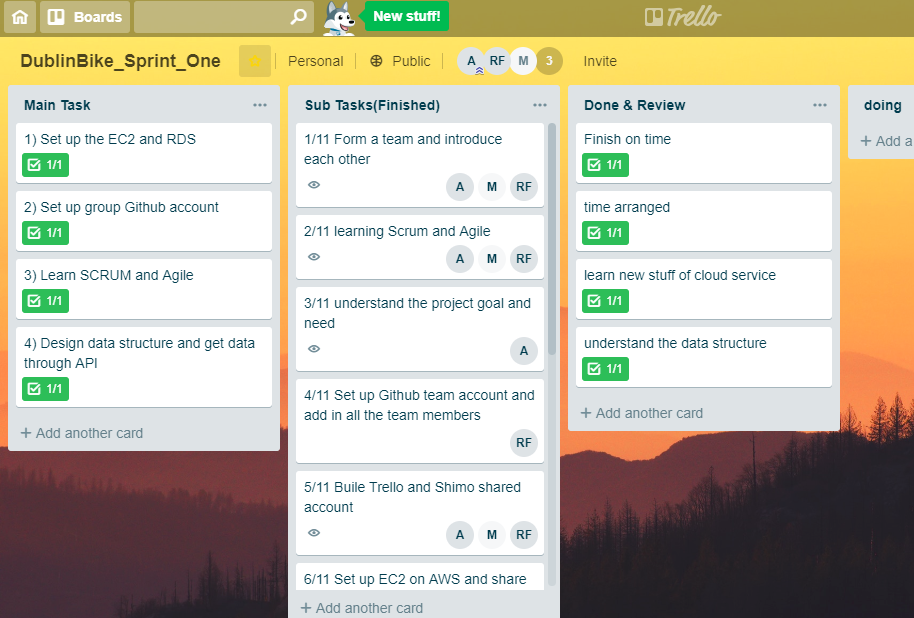 Boards
New stuff!
Trello
DublinBike_Sprint_One
Personal
Public
A RF M 3
Invite
Main Task
1) Set up the EC2 and RDS
1/1
2) Set up group Github account
1/1
3) Learn SCRUM and Agile
1/1
4) Design data structure and get data
through API
1/1
+ Add another card
Sub Tasks(Finished)
1/11 Form a team and introduce
each other
A M RF
2/11 learning Scrum and Agile
A M RF
3/11 understand the project goal and
need
A
4/11 Set up Github team account and
add in all the team members
RF
5/11 Buile Trello and Shimo shared
account
A M RF
6/11 Set up EC2 on AWS and share
+ Add another card
Done & Review
Finish on time
1/1
time arranged
1/1
learn new stuff of cloud service
1/1
understand the data structure
1/1
+ Add another card
doing
+ Add a